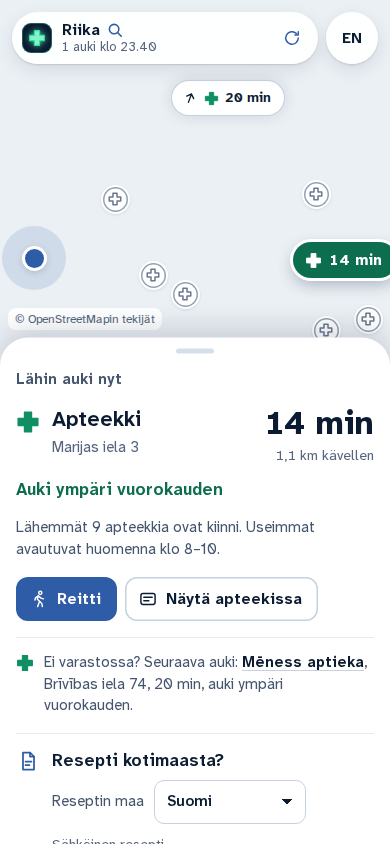 Riika
1 auki klo 23.40
EN
20 min
14 min
© OpenStreetMapin tekijät
Lähin auki nyt
Apteekki
14 min
Marijas iela 3
1,1 km kävellen
Auki ympäri vuorokauden
Lähemmät 9 apteekkia ovat kiinni. Useimmat
avautuvat huomenna klo 8–10.
Reitti
Näytä apteekissa
Ei varastossa? Seuraava auki: Mēness aptieka,
Brīvības iela 74, 20 min, auki ympäri
vuorokauden.
Resepti kotimaasta?
Reseptin maa
Suomi
Sähköinen resepti